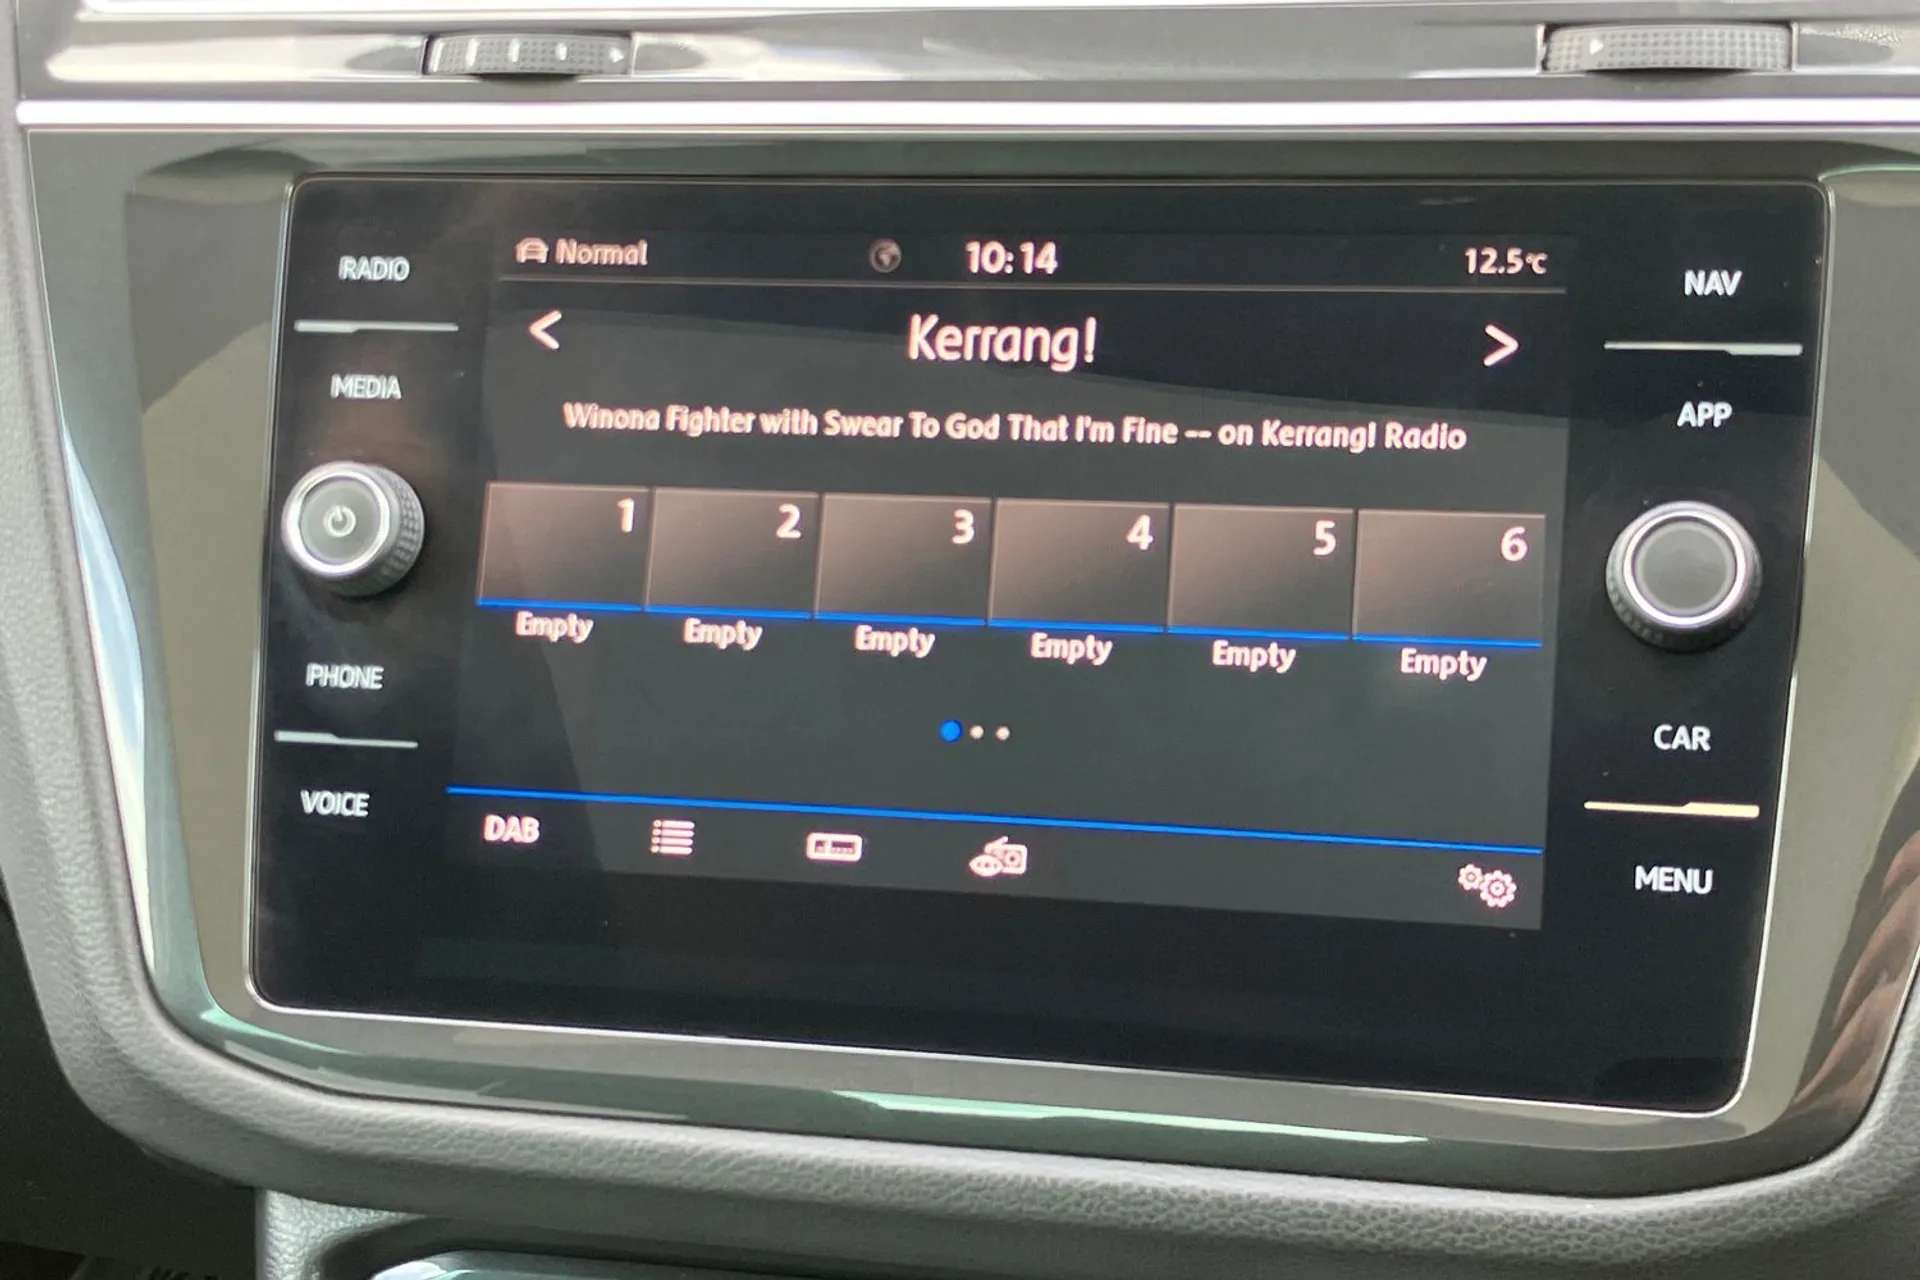 RADIO
MEDIA
PHONE
VOICE
Normal
10:14
12.5°C
< Kerrang! >
Winona Fighter with Swear To God That I'm Fine -- on Kerrang! Radio
1 2 3 4 5 6
Empty Empty Empty Empty Empty Empty
DAB
NAV
APP
CAR
MENU